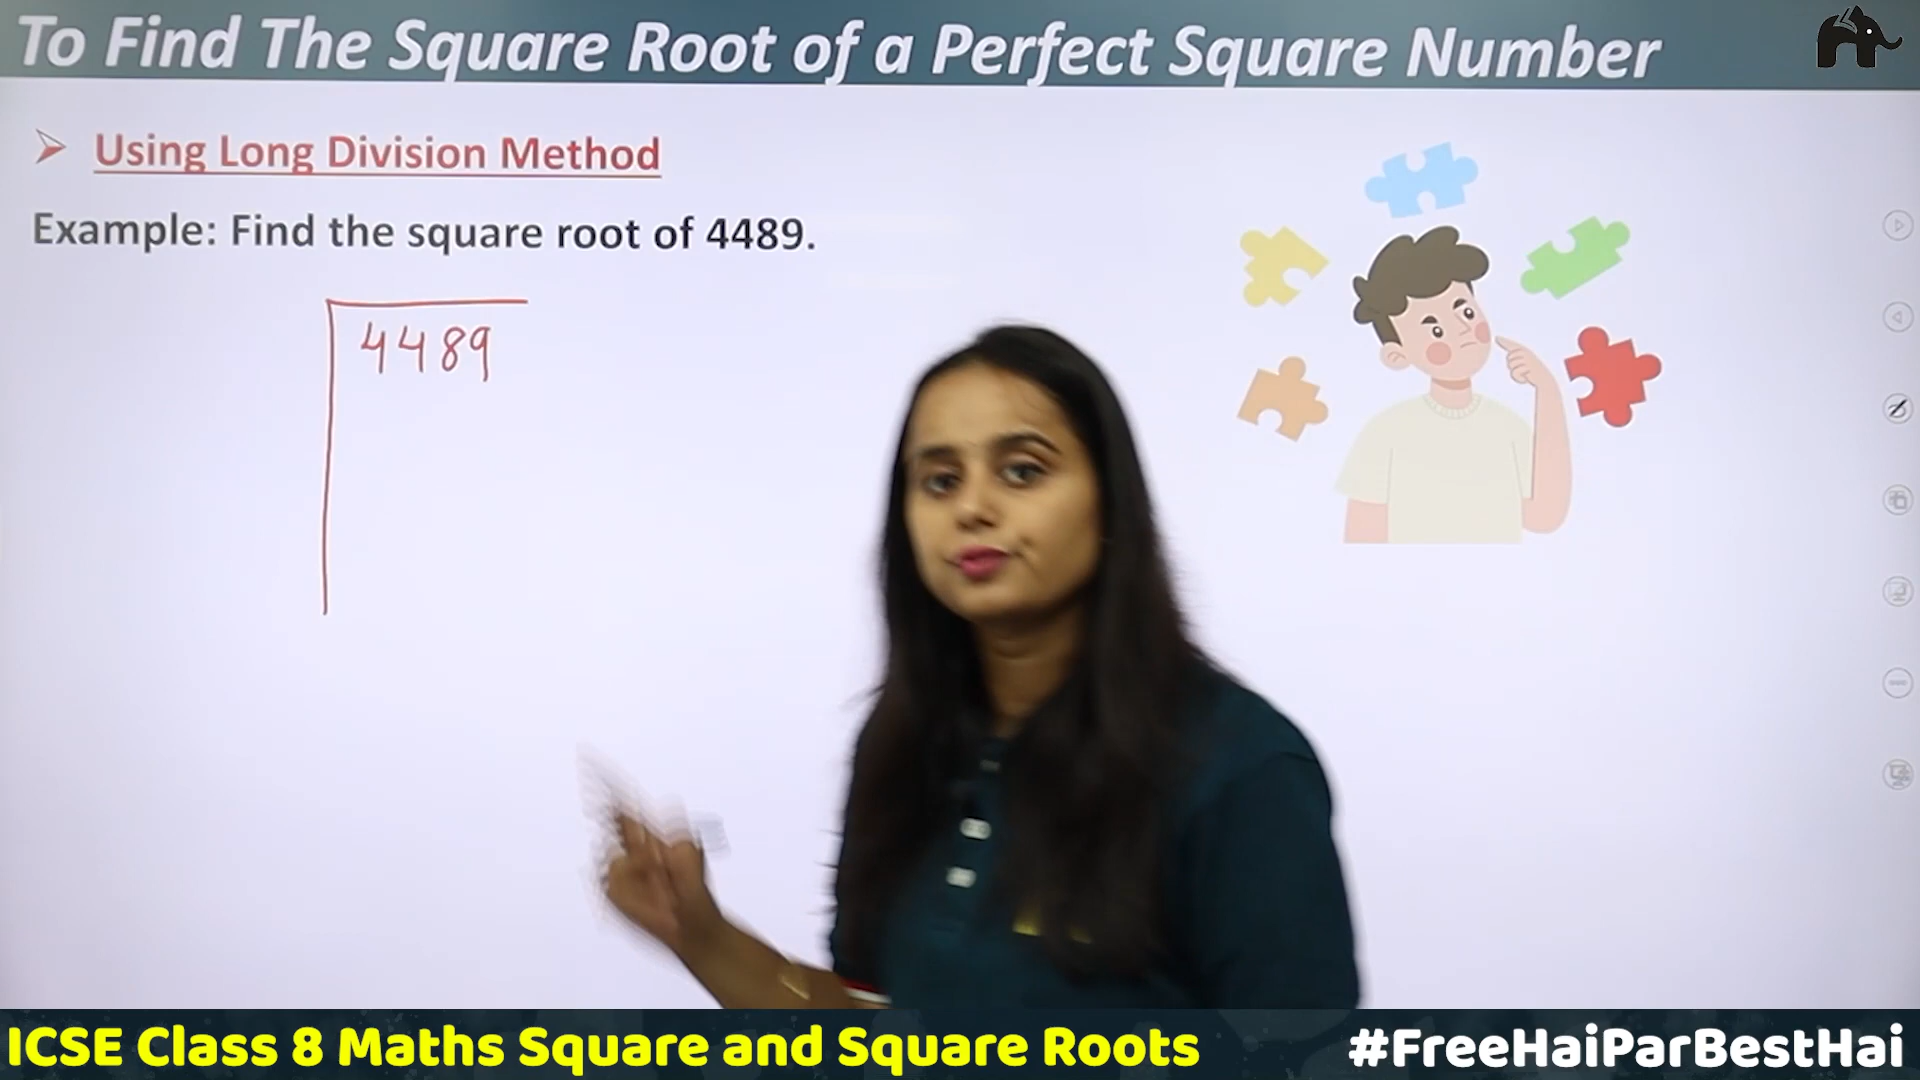 To Find The Square Root of a Perfect Square Number
Using Long Division Method
Example: Find the square root of 4489.
4489
ICSE Class 8 Maths Square and Square Roots
#FreeHaiParBestHai